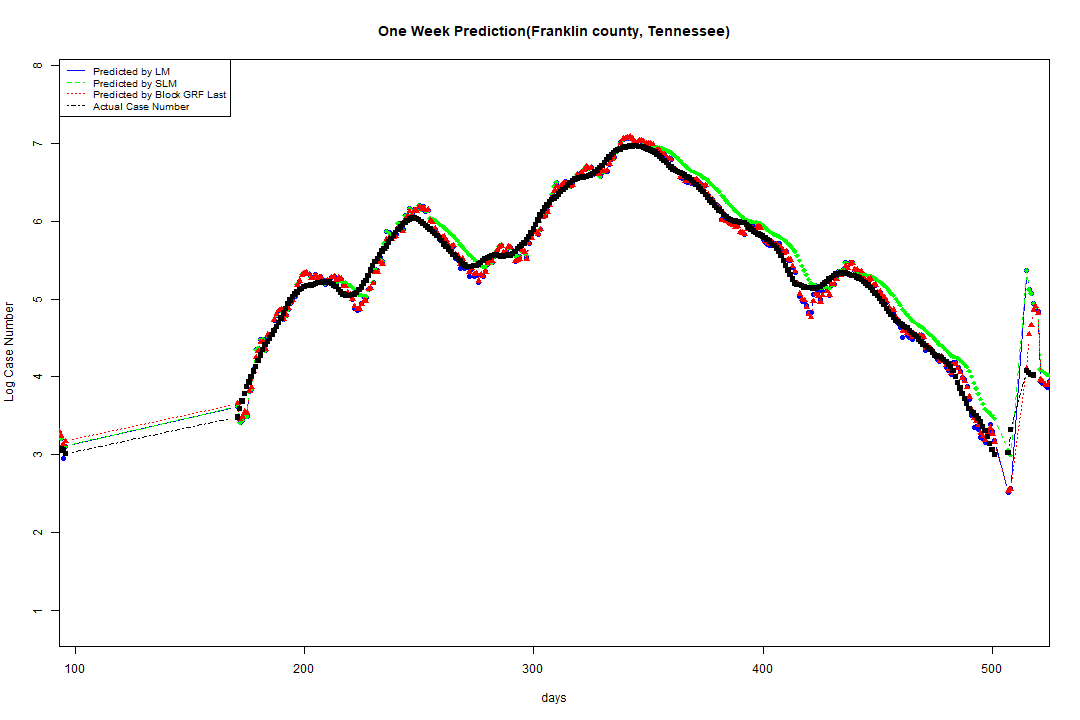 One Week Prediction(Franklin county, Tennessee)
Predicted by LM
Predicted by SLM
Predicted by Block GRF Last
Actual Case Number
8
7
6
5
4
3
2
1
Log Case Number
100 200 300 400 500
days